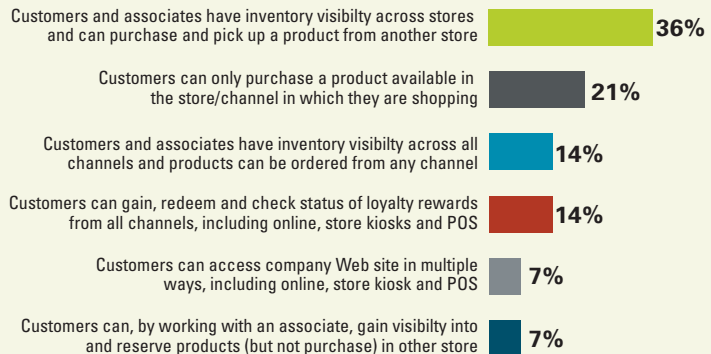 Customers and associates have inventory visibilty across stores
and can purchase and pick up a product from another store
36%
Customers can only purchase a product available in
the store/channel in which they are shopping
21%
Customers and associates have inventory visibilty across all
channels and products can be ordered from any channel
14%
Customers can gain, redeem and check status of loyalty rewards
from all channels, including online, store kiosks and POS
14%
Customers can access company Web site in multiple
ways, including online, store kiosk and POS
7%
Customers can, by working with an associate, gain visibilty into
and reserve products (but not purchase) in other store
7%